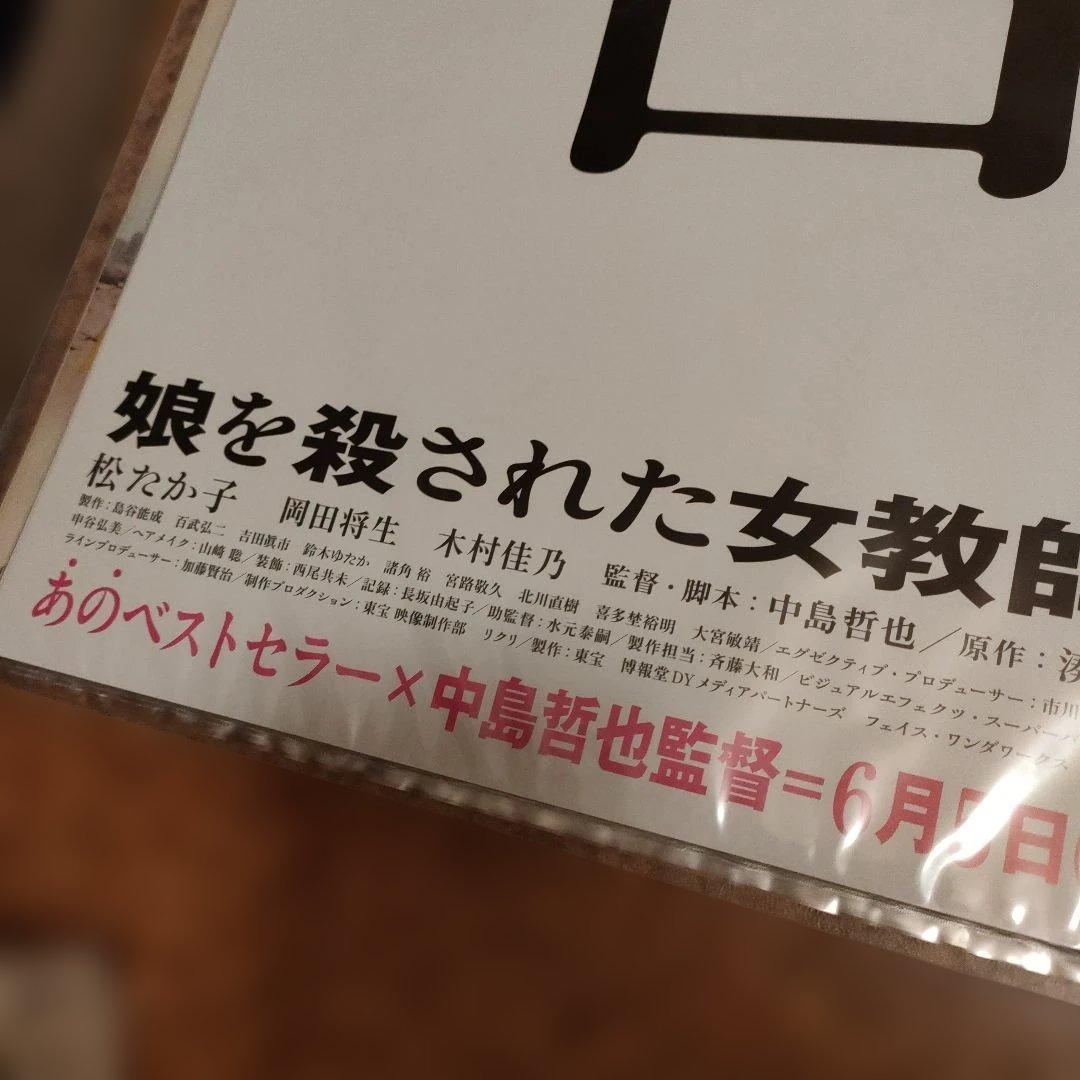 娘を殺された女教師
松たか子 岡田将生 木村佳乃 監督・脚本：中島哲也／原作：湊
製作：島谷能成 百武弘二 吉田眞市 鈴木ゆたか 諸角裕 宮路敬久 北川直樹 喜多埜裕明 大宮敏靖／エグゼクティブ・プロデューサー：市川
申谷弘美／ヘアメイク：山﨑聡／装飾：西尾共未／記録：長坂由起子／助監督：水元泰嗣／製作担当：斉藤大和／ビジュアルエフェクツ・スーパーバ
ラインプロデューサー：加藤賢治／制作プロダクション：東宝映像制作部 リクリ／製作：東宝 博報堂DYメディアパートナーズ フェイス・ワンダワークス
あのベストセラー×中島哲也監督=6月5日(